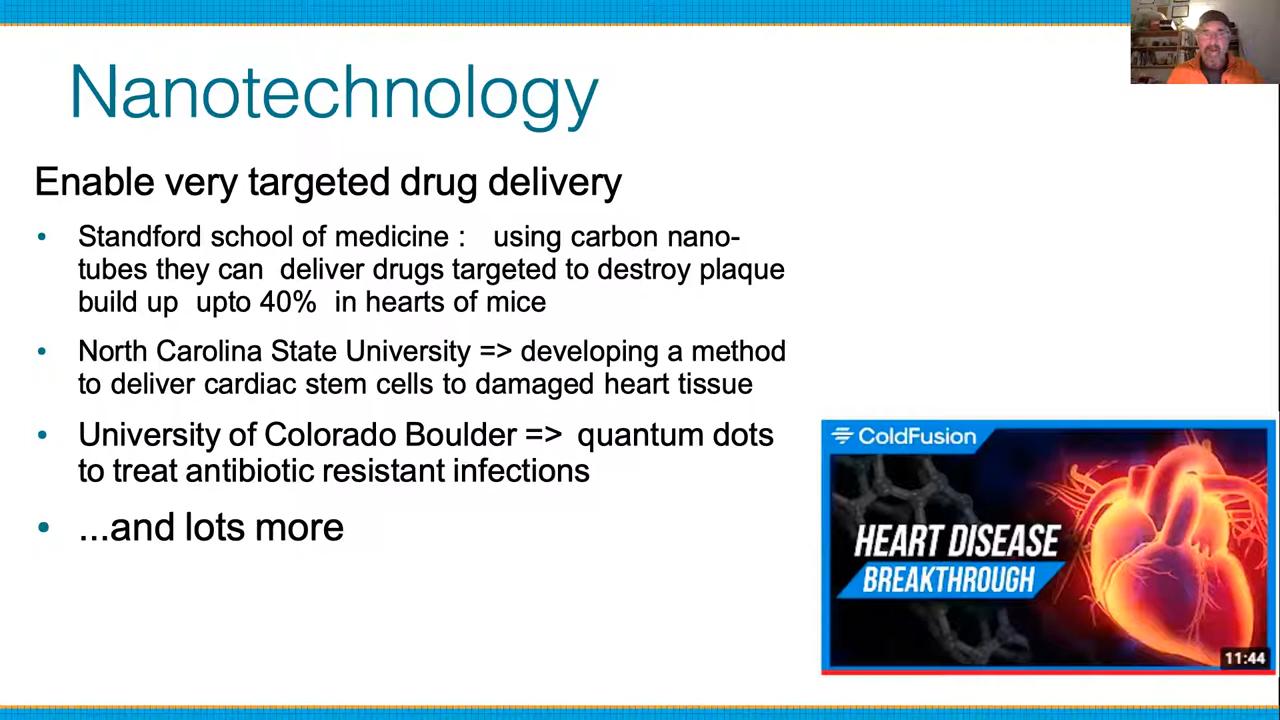 Nanotechnology
Enable very targeted drug delivery
• Standford school of medicine : using carbon nano-
tubes they can deliver drugs targeted to destroy plaque
build up upto 40% in hearts of mice
• North Carolina State University => developing a method
to deliver cardiac stem cells to damaged heart tissue
• University of Colorado Boulder => quantum dots
to treat antibiotic resistant infections
• ...and lots more
ColdFusion
HEART DISEASE
BREAKTHROUGH
11:44